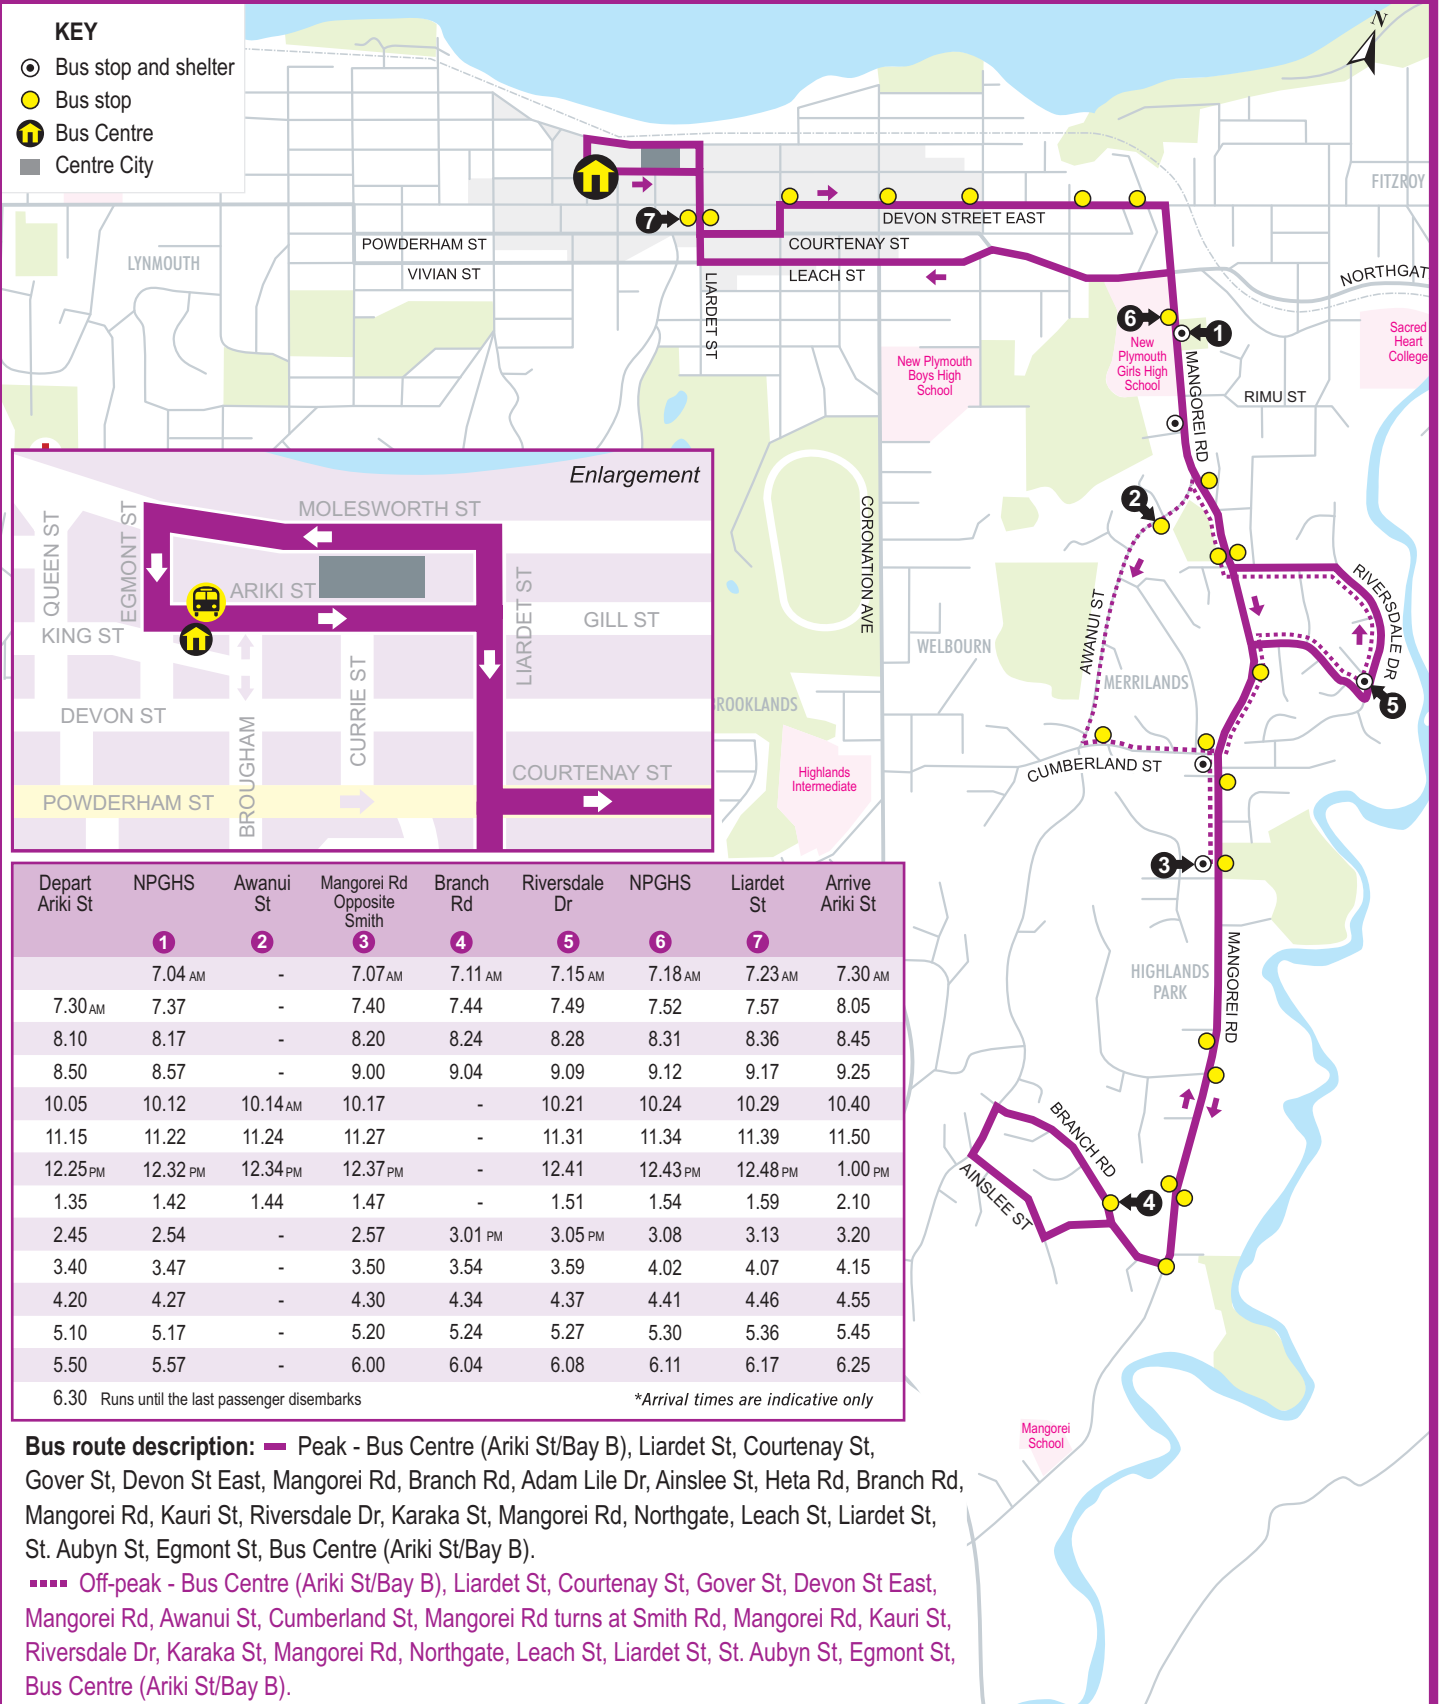 KEY
Bus stop and shelter
Bus stop
Bus Centre
Centre City
N
FITZROY
LYNMOUTH
POWDERHAM ST
VIVIAN ST
7
DEVON STREET EAST
COURTENAY ST
LEACH ST
LIARDET ST
NORTHGAT
6
1
New
Plymouth
Girls High
School
New Plymouth
Boys High
School
Sacred
Heart
College
MANGOREI RD
RIMU ST
2
CORONATION AVE
AWANUI ST
RIVERSDALE DR
WELBOURN
MERRILANDS
5
ROOKLANDS
CUMBERLAND ST
Highlands
Intermediate
3
HIGHLANDS
PARK
MANGOREI RD
BRANCH RD
AINSLEE ST
4
Mangorei
School
Enlargement
MOLESWORTH ST
QUEEN ST
EGMONT ST
ARIKI ST
LIARDET ST
KING ST
GILL ST
DEVON ST
BROUGHAM
CURRIE ST
COURTENAY ST
POWDERHAM ST
Depart Ariki St NPGHS Awanui St Mangorei Rd Opposite Smith Branch Rd Riversdale Dr NPGHS Liardet St Arrive Ariki St
1 2 3 4 5 6 7
7.04 AM - 7.07 AM 7.11 AM 7.15 AM 7.18 AM 7.23 AM 7.30 AM
7.30 AM 7.37 - 7.40 7.44 7.49 7.52 7.57 8.05
8.10 8.17 - 8.20 8.24 8.28 8.31 8.36 8.45
8.50 8.57 - 9.00 9.04 9.09 9.12 9.17 9.25
10.05 10.12 10.14 AM 10.17 - 10.21 10.24 10.29 10.40
11.15 11.22 11.24 11.27 - 11.31 11.34 11.39 11.50
12.25 PM 12.32 PM 12.34 PM 12.37 PM - 12.41 12.43 PM 12.48 PM 1.00 PM
1.35 1.42 1.44 1.47 - 1.51 1.54 1.59 2.10
2.45 2.54 - 2.57 3.01 PM 3.05 PM 3.08 3.13 3.20
3.40 3.47 - 3.50 3.54 3.59 4.02 4.07 4.15
4.20 4.27 - 4.30 4.34 4.37 4.41 4.46 4.55
5.10 5.17 - 5.20 5.24 5.27 5.30 5.36 5.45
5.50 5.57 - 6.00 6.04 6.08 6.11 6.17 6.25
6.30 Runs until the last passenger disembarks *Arrival times are indicative only
Bus route description: Peak - Bus Centre (Ariki St/Bay B), Liardet St, Courtenay St,
Gover St, Devon St East, Mangorei Rd, Branch Rd, Adam Lile Dr, Ainslee St, Heta Rd, Branch Rd,
Mangorei Rd, Kauri St, Riversdale Dr, Karaka St, Mangorei Rd, Northgate, Leach St, Liardet St,
St. Aubyn St, Egmont St, Bus Centre (Ariki St/Bay B).
Off-peak - Bus Centre (Ariki St/Bay B), Liardet St, Courtenay St, Gover St, Devon St East,
Mangorei Rd, Awanui St, Cumberland St, Mangorei Rd turns at Smith Rd, Mangorei Rd, Kauri St,
Riversdale Dr, Karaka St, Mangorei Rd, Northgate, Leach St, Liardet St, St. Aubyn St, Egmont St,
Bus Centre (Ariki St/Bay B).